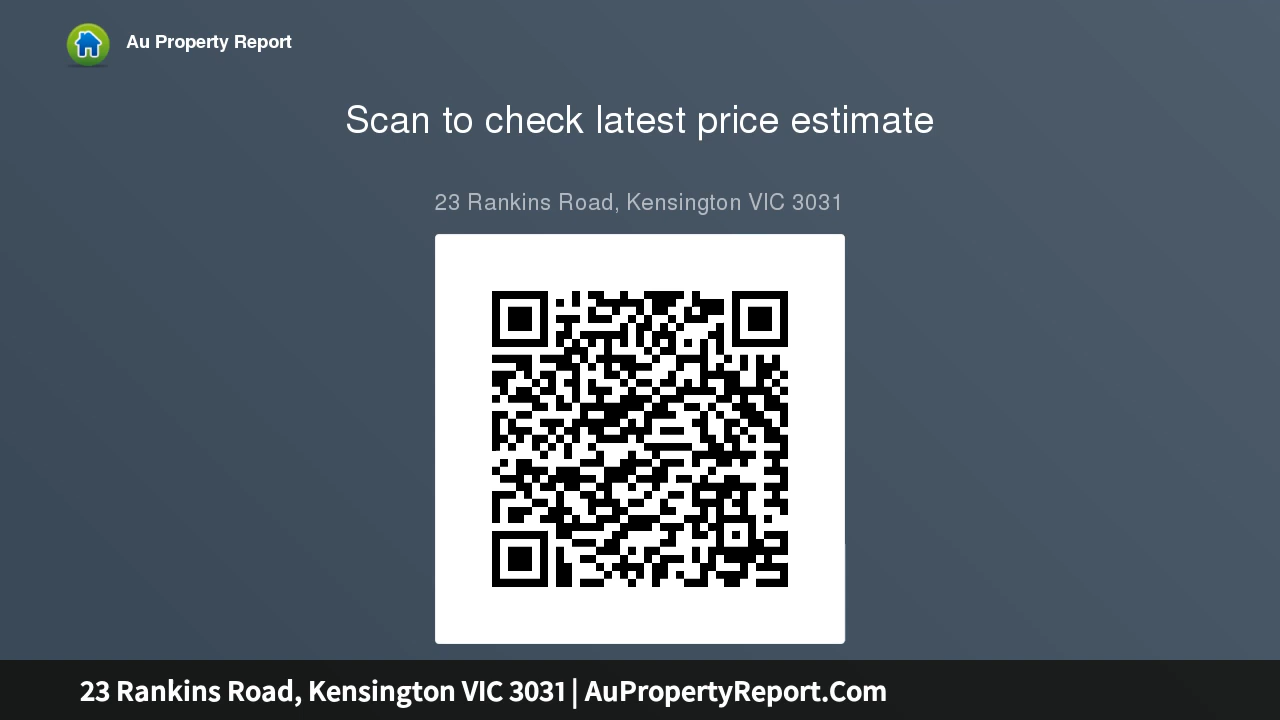 Au Property Report
Scan to check latest price estimate
23 Rankins Road, Kensington VIC 3031
23 Rankins Road, Kensington VIC 3031 | AuPropertyReport.Com